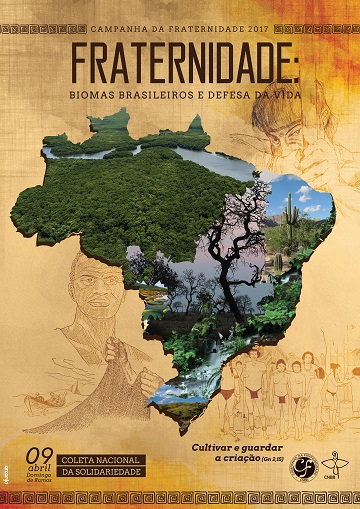 CAMPANHA DA FRATERNIDADE 2017
FRATERNIDADE:
BIOMAS BRASILEIROS E DEFESA DA VIDA
Cultivar e guardar
a criação (Gn 2,15)
09
abril
Domingo
de Ramos
COLETA NACIONAL
DA SOLIDARIEDADE
CF
CNBB